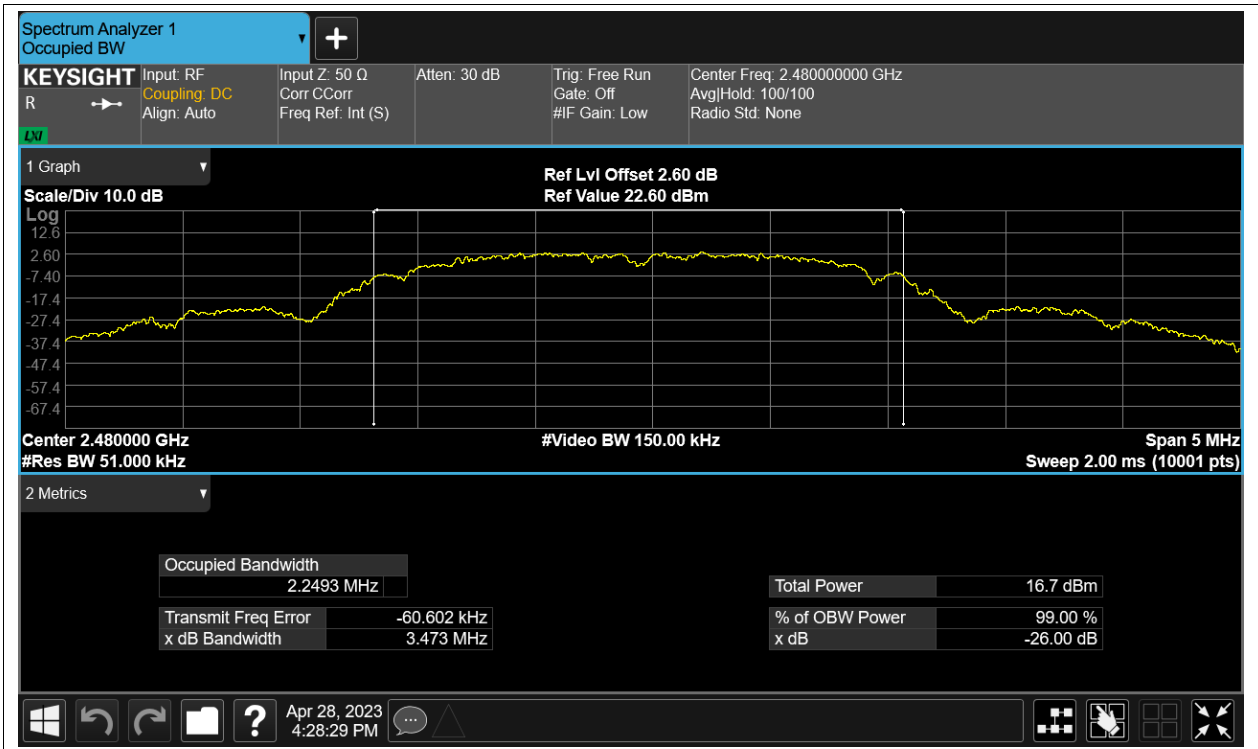 Spectrum Analyzer 1
Occupied BW
KEYSIGHT
R
LXI
Input: RF
Coupling: DC
Align: Auto
Input Z: 50 Ω
Corr CCorr
Freq Ref: Int (S)
Atten: 30 dB
Trig: Free Run
Gate: Off
#IF Gain: Low
Center Freq: 2.480000000 GHz
Avg|Hold: 100/100
Radio Std: None
1 Graph
Scale/Div 10.0 dB
Ref Lvl Offset 2.60 dB
Ref Value 22.60 dBm
Log
12.6
2.60
-7.40
-17.4
-27.4
-37.4
-47.4
-57.4
-67.4
Center 2.480000 GHz
#Res BW 51.000 kHz
#Video BW 150.00 kHz
Span 5 MHz
Sweep 2.00 ms (10001 pts)
2 Metrics
Occupied Bandwidth
2.2493 MHz
Transmit Freq Error -60.602 kHz
x dB Bandwidth 3.473 MHz
Total Power 16.7 dBm
% of OBW Power 99.00 %
x dB -26.00 dB
?
Apr 28, 2023
4:28:29 PM